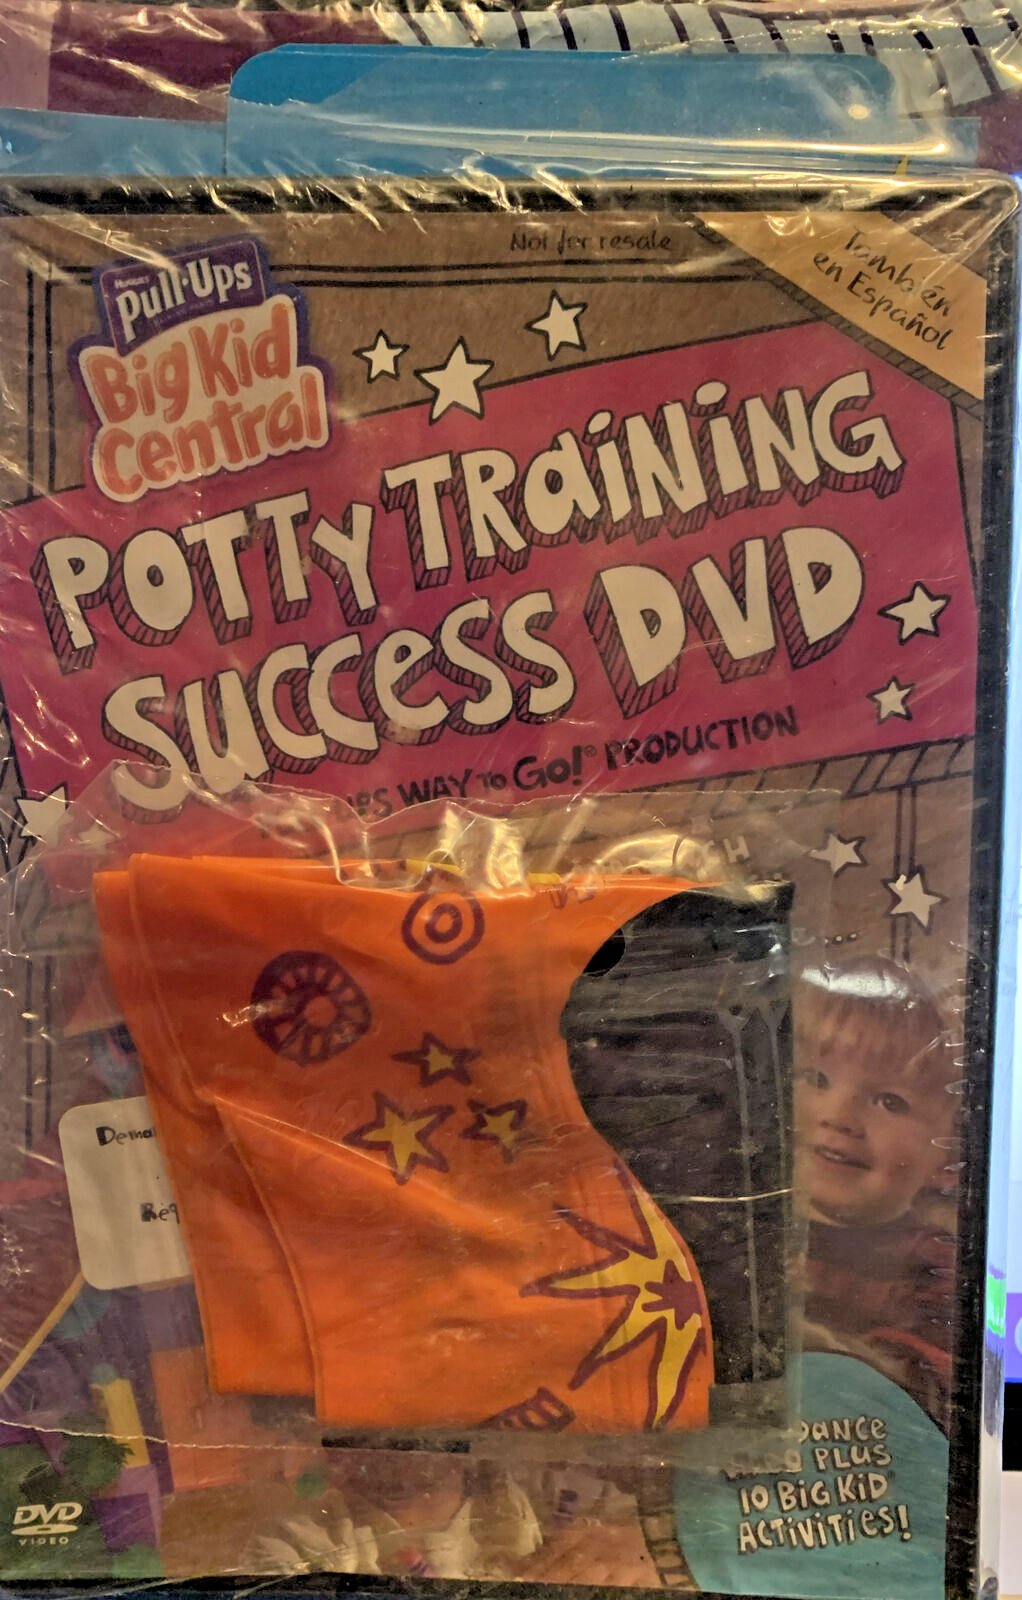 Not for resale
También
en Español
HUGGIES
Pull-Ups
Big Kid
Central
POTTY TRaiNiNG
SUCCeSS DVD
WAY TO GO!® PRODUCTION
DANCE
PLUS
10 BiG KiD®
ACTiViTieS!
DVD
VIDEO